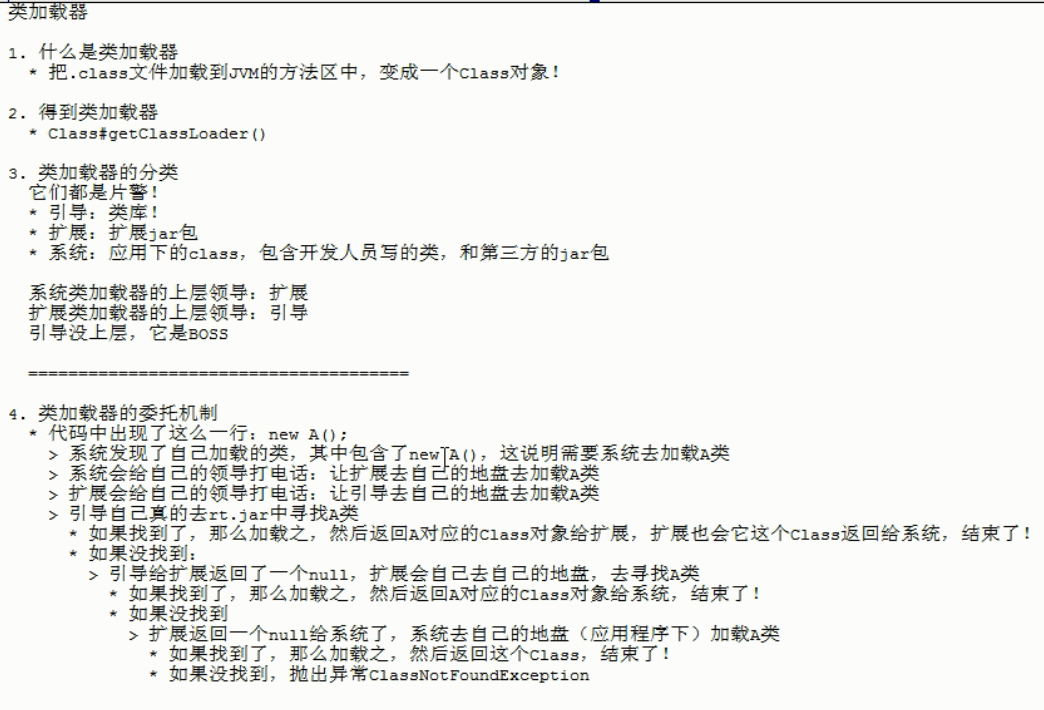 类加载器
1. 什么是类加载器
* 把.class文件加载到JVM的方法区中，变成一个Class对象！
2. 得到类加载器
* Class#getClassLoader()
3. 类加载器的分类
它们都是片警！
* 引导：类库！
* 扩展：扩展jar包
* 系统：应用下的class，包含开发人员写的类，和第三方的jar包
系统类加载器的上层领导：扩展
扩展类加载器的上层领导：引导
引导没上层，它是BOSS
======================================
4. 类加载器的委托机制
* 代码中出现了这么一行：new A();
> 系统发现了自己加载的类，其中包含了new A()，这说明需要系统去加载A类
> 系统会给自己的领导打电话：让扩展去自己的地盘去加载A类
> 扩展会给自己的领导打电话：让引导去自己的地盘去加载A类
> 引导自己真的去rt.jar中寻找A类
* 如果找到了，那么加载之，然后返回A对应的Class对象给扩展，扩展也会它这个Class返回给系统，结束了！
* 如果没找到：
> 引导给扩展返回了一个null，扩展会自己去自己的地盘，去寻找A类
* 如果找到了，那么加载之，然后返回A对应的Class对象给系统，结束了！
* 如果没找到
> 扩展返回一个null给系统了，系统去自己的地盘（应用程序下）加载A类
* 如果找到了，那么加载之，然后返回这个Class，结束了！
* 如果没找到，抛出异常ClassNotFoundException